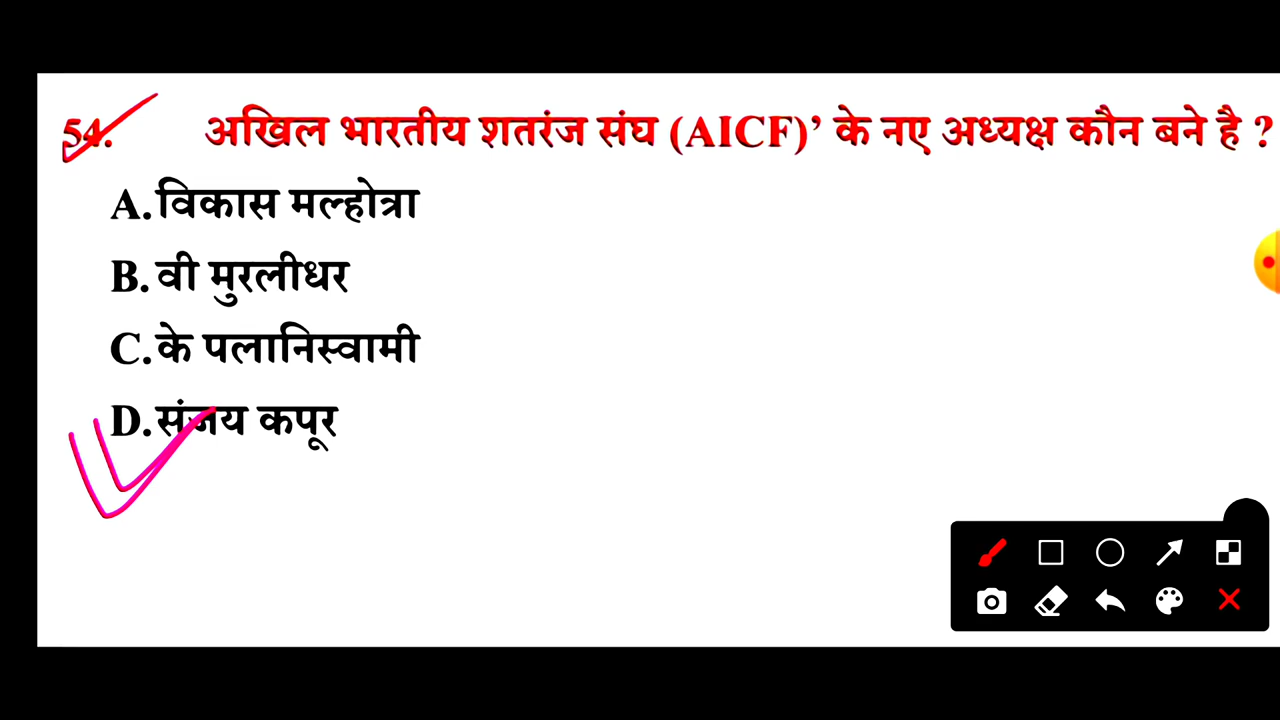 54. अखिल भारतीय शतरंज संघ (AICF)’ के नए अध्यक्ष कौन बने है ?
A. विकास मल्होत्रा
B. वी मुरलीधर
C. के पलानिस्वामी
D. संजय कपूर